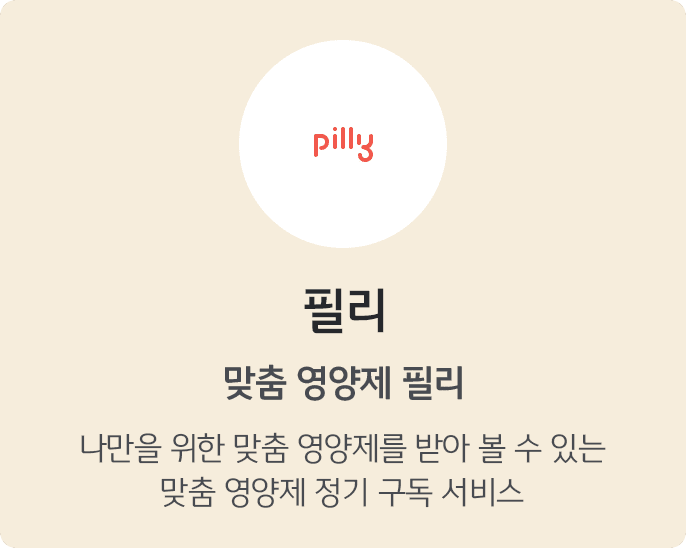 pilly
필리
맞춤 영양제 필리
나만을 위한 맞춤 영양제를 받아 볼 수 있는
맞춤 영양제 정기 구독 서비스